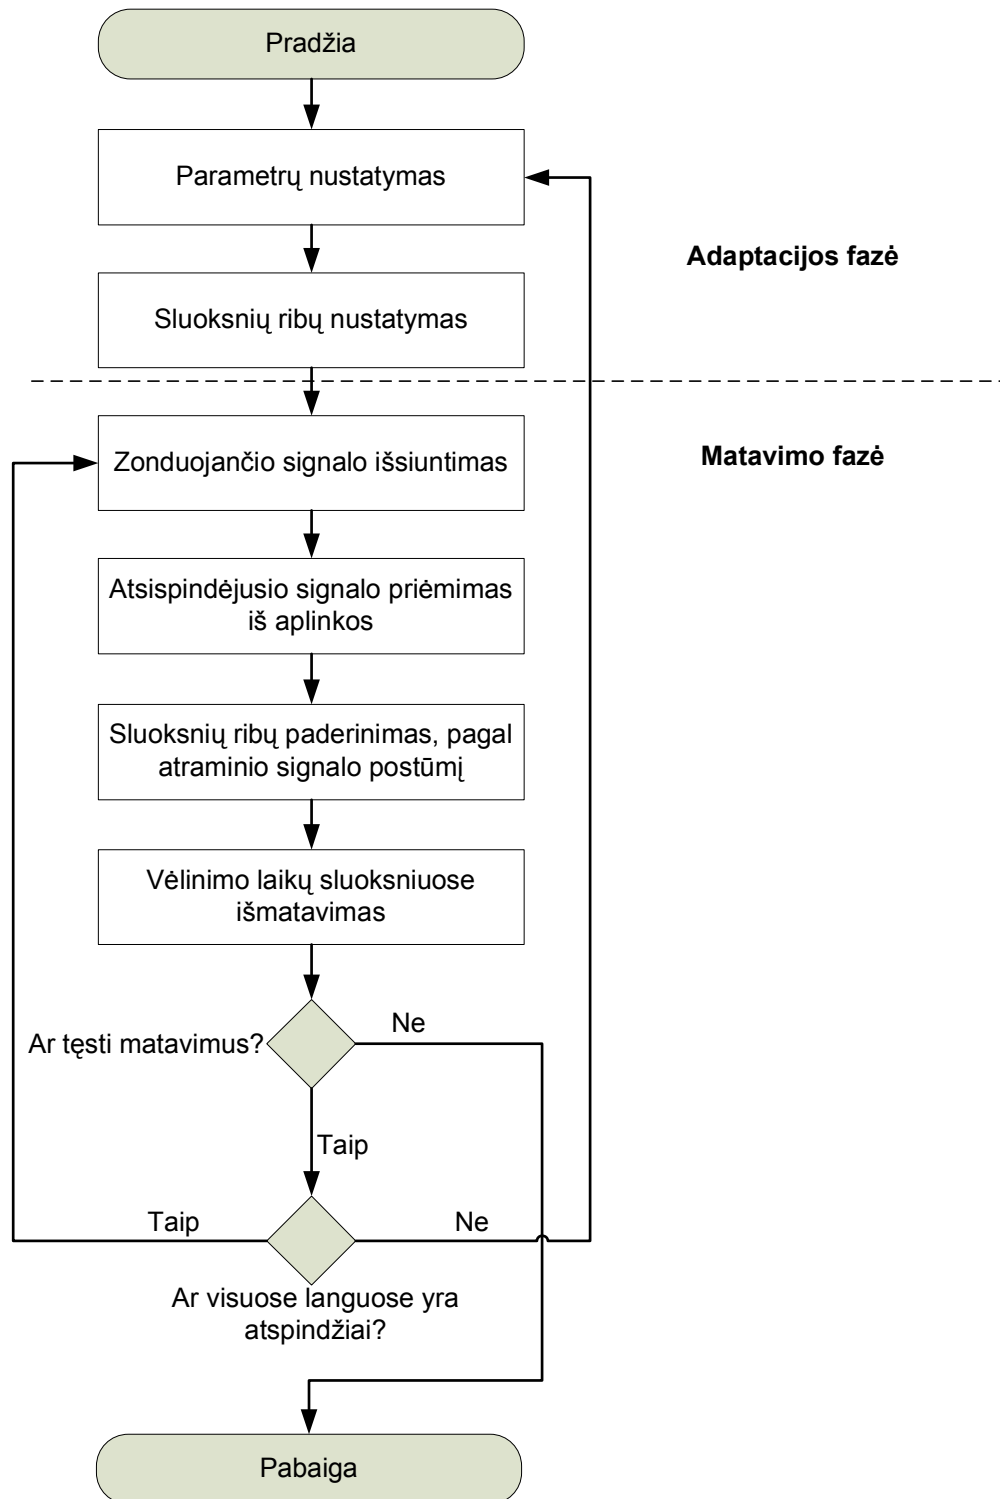 Pradžia
Parametrų nustatymas
Adaptacijos fazė
Sluoksnių ribų nustatymas
Matavimo fazė
Zonduojančio signalo išsiuntimas
Atsispindėjusio signalo priėmimas
iš aplinkos
Sluoksnių ribų paderinimas, pagal
atraminio signalo postūmį
Vėlinimo laikų sluoksniuose
išmatavimas
Ne
Ar tęsti matavimus?
Taip
Taip
Ne
Ar visuose languose yra
atspindžiai?
Pabaiga